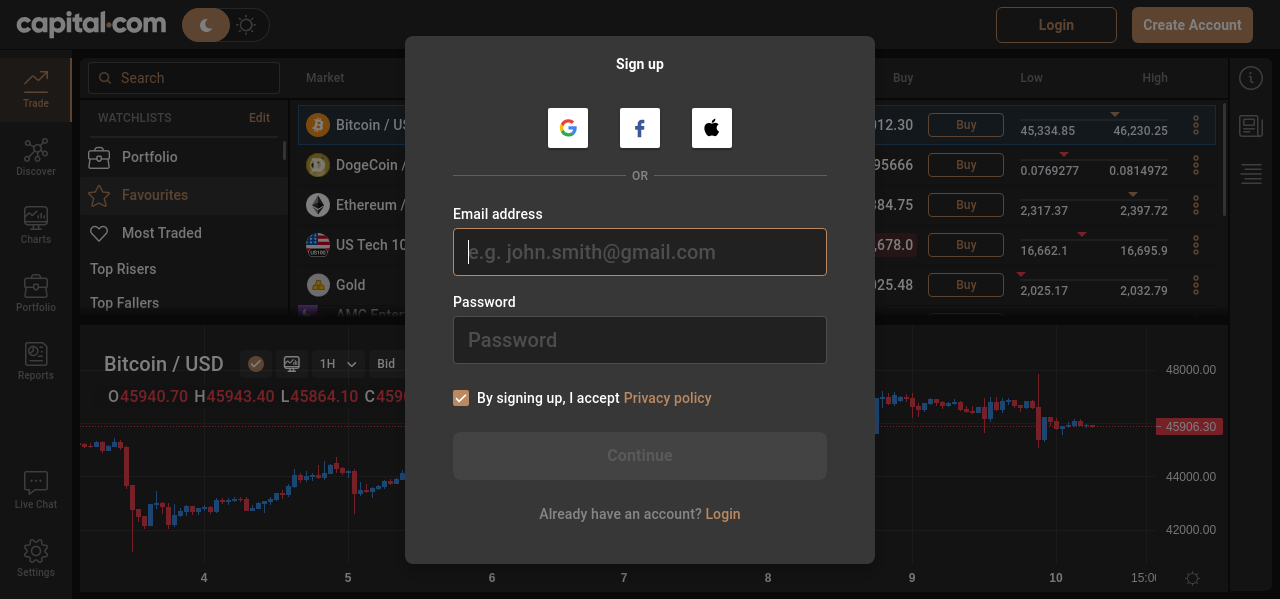 capital.com
Login
Create Account
Sign up
Search
Market
Buy
Low
High
Trade
WATCHLISTS
Edit
Bitcoin /
012.30
Buy
45,334.85
46,230.25
OR
Portfolio
DogeCoin /
95666
Buy
0.0769277
0.0814972
Discover
Favourites
Ethereum /
384.75
Buy
2,317.37
2,397.72
Email address
e.g. john.smith@gmail.com
Most Traded
US Tech 10
,678.0
Buy
16,662.1
16,695.9
Charts
Top Risers
Gold
025.48
Buy
2,025.17
2,032.79
Top Fallers
Password
Password
Portfolio
Bitcoin / USD
1H
Bid
O45940.70 H45943.40 L45864.10 C4590
48000.00
Reports
By signing up, I accept Privacy policy
45906.30
Continue
44000.00
Live Chat
Already have an account? Login
42000.00
Settings
4
5
6
7
8
9
10
15:00